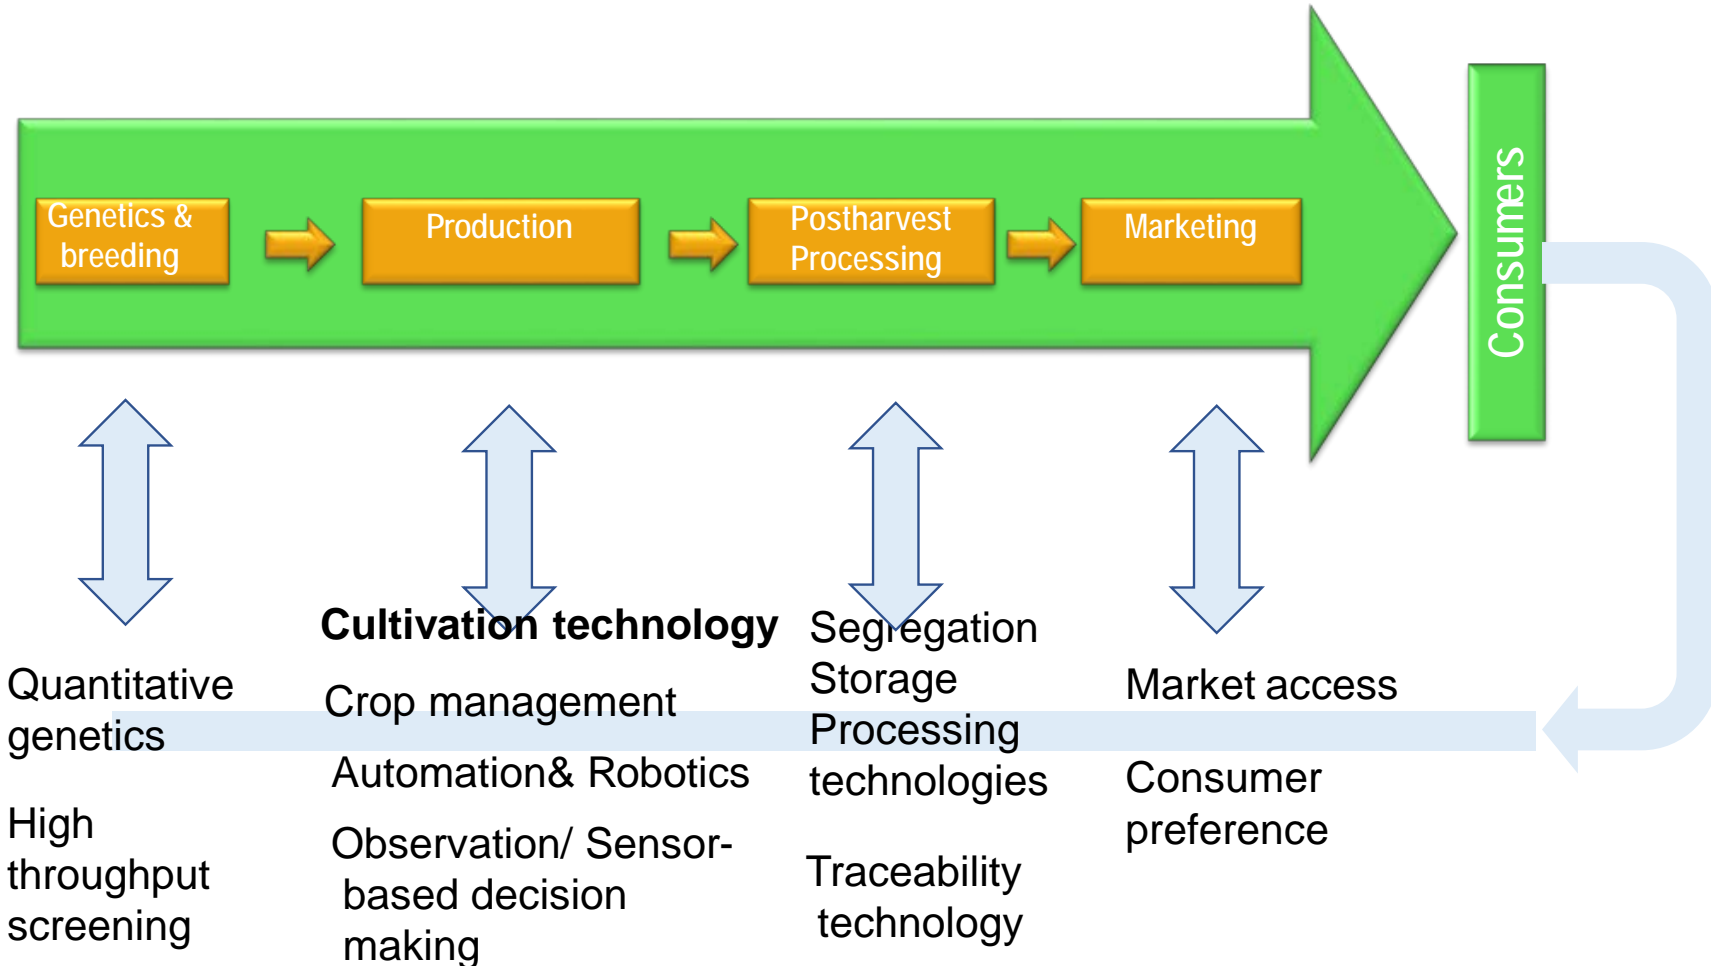 Genetics &
breeding
Production
Postharvest
Processing
Marketing
Consumers
Quantitative
genetics
High
throughput
screening
Cultivation technology
Crop management
Automation& Robotics
Observation/ Sensor-
based decision
making
Segregation
Storage
Processing
technologies
Traceability
technology
Market access
Consumer
preference